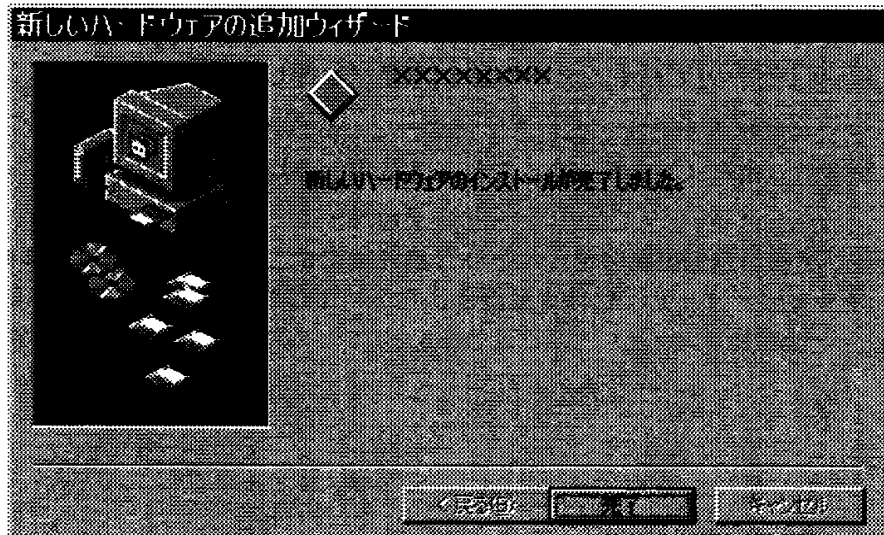 新しいハードウェアの追加ウィザード
XXXXXXXX
新しいハードウェアのインストールが完了しました。
< 戻る(B)
完了
キャンセル